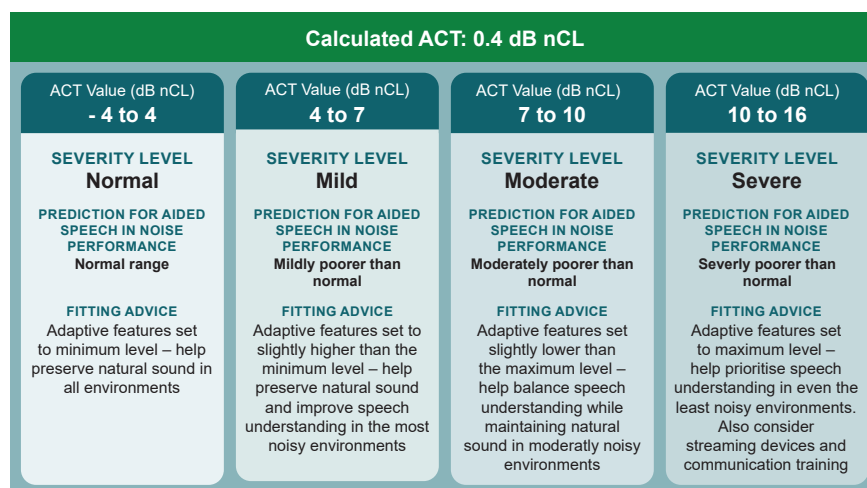 Calculated ACT: 0.4 dB nCL
ACT Value (dB nCL)
- 4 to 4
SEVERITY LEVEL
Normal
PREDICTION FOR AIDED
SPEECH IN NOISE
PERFORMANCE
Normal range
FITTING ADVICE
Adaptive features set
to minimum level – help
preserve natural sound in
all environments
ACT Value (dB nCL)
4 to 7
SEVERITY LEVEL
Mild
PREDICTION FOR AIDED
SPEECH IN NOISE
PERFORMANCE
Mildly poorer than
normal
FITTING ADVICE
Adaptive features set to
slightly higher than the
minimum level – help
preserve natural sound
and improve speech
understanding in the most
noisy environments
ACT Value (dB nCL)
7 to 10
SEVERITY LEVEL
Moderate
PREDICTION FOR AIDED
SPEECH IN NOISE
PERFORMANCE
Moderately poorer than
normal
FITTING ADVICE
Adaptive features set
slightly lower than
the maximum level –
help balance speech
understanding while
maintaining natural
sound in moderatly noisy
environments
ACT Value (dB nCL)
10 to 16
SEVERITY LEVEL
Severe
PREDICTION FOR AIDED
SPEECH IN NOISE
PERFORMANCE
Severly poorer than
normal
FITTING ADVICE
Adaptive features set
to maximum level –
help prioritise speech
understanding in even the
least noisy environments.
Also consider
streaming devices and
communication training